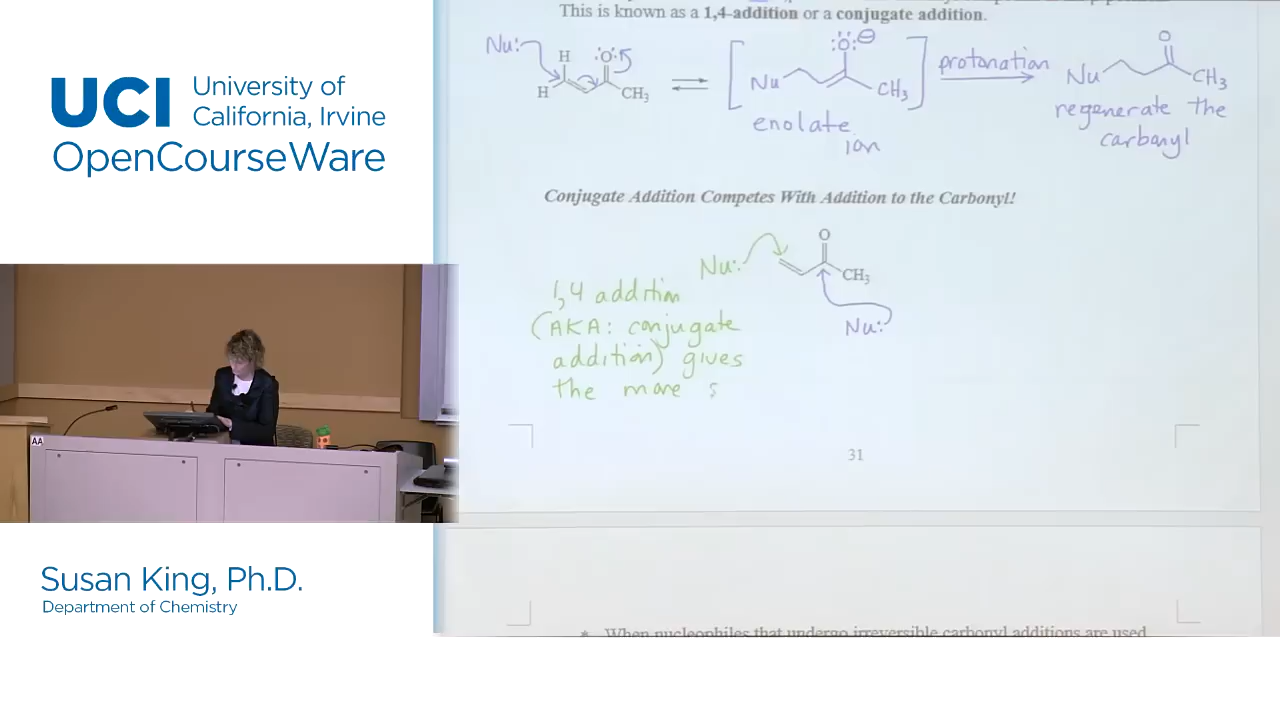 This is known as a 1,4-addition or a conjugate addition.
Nu:
H
:O:
H
CH3
Nu
:O:
⊖
CH3
enolate
ion
protonation
O
Nu
CH3
regenerate the
carbonyl
UCI University of
California, Irvine
OpenCourseWare
Conjugate Addition Competes With Addition to the Carbonyl!
O
Nu:
CH3
Nu:
1,4 addition
(AKA: conjugate
addition) gives
the more s
31
AA
Susan King, Ph.D.
Department of Chemistry
* When nucleophiles that undergo irreversible carbonyl additions are used